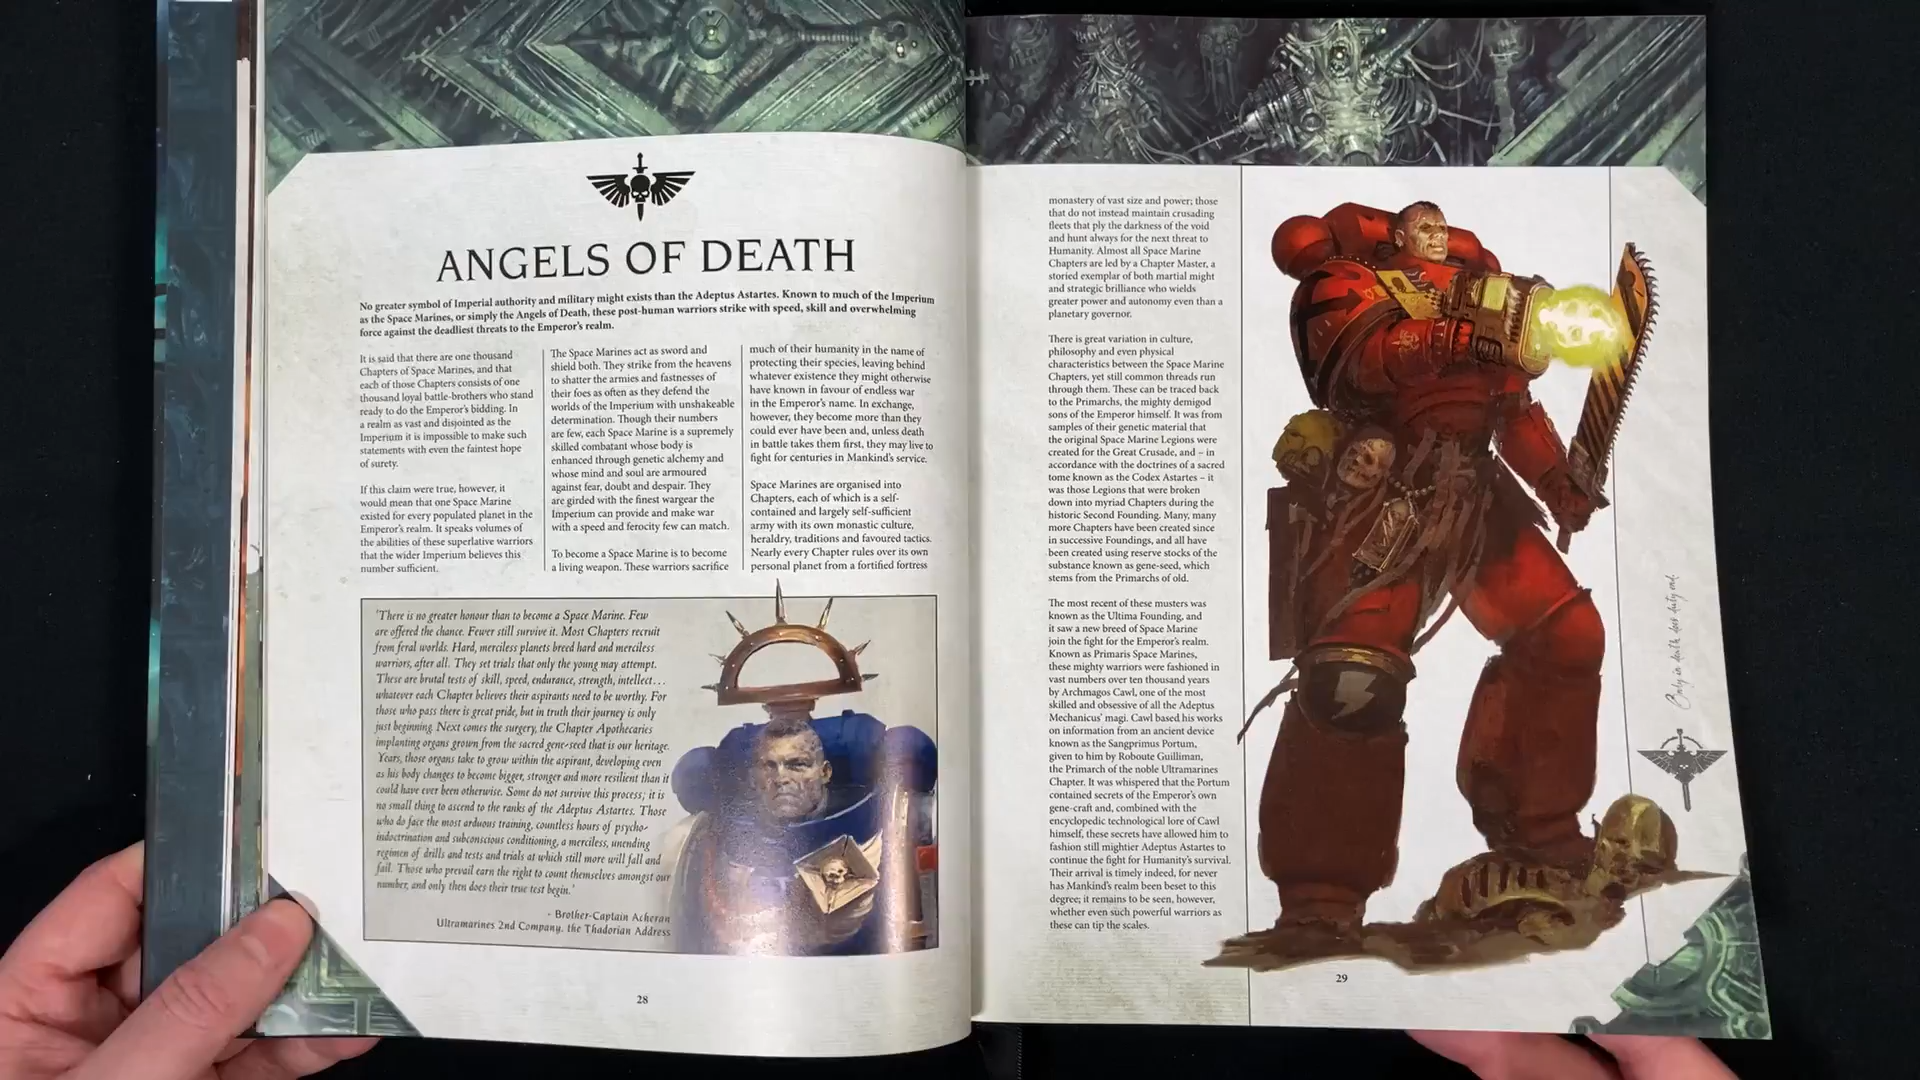 ANGELS OF DEATH
No greater symbol of Imperial authority and military might exists than the Adeptus Astartes. Known to much of the Imperium
as the Space Marines, or simply the Angels of Death, these post-human warriors strike with speed, skill and overwhelming
force against the deadliest threats to the Emperor's realm.
It is said that there are one thousand
Chapters of Space Marines, and that
each of those Chapters consists of one
thousand loyal battle-brothers who stand
ready to do the Emperor's bidding. In
a realm as vast and disjointed as the
Imperium it is impossible to make such
statements with even the faintest hope
of surety.
If this claim were true, however, it
would mean that one Space Marine
existed for every populated planet in the
Emperor's realm. It speaks volumes of
the abilities of these superlative warriors
that the wider Imperium believes this
number sufficient.
The Space Marines act as sword and
shield both. They strike from the heavens
to shatter the armies and fastnesses of
their foes as often as they defend the
worlds of the Imperium with unshakeable
determination. Though their numbers
are few, each Space Marine is a supremely
skilled combatant whose body is
enhanced through genetic alchemy and
whose mind and soul are armoured
against fear, doubt and despair. They
are girded with the finest wargear the
Imperium can provide and make war
with a speed and ferocity few can match.
To become a Space Marine is to become
a living weapon. These warriors sacrifice
much of their humanity in the name of
protecting their species, leaving behind
whatever existence they might otherwise
have known in favour of endless war
in the Emperor's name. In exchange,
however, they become more than they
could ever have been and, unless death
in battle takes them first, they may live to
fight for centuries in Mankind's service.
Space Marines are organised into
Chapters, each of which is a self-
contained and largely self-sufficient
army with its own monastic culture,
heraldry, traditions and favoured tactics.
Nearly every Chapter rules over its own
personal planet from a fortified fortress
'There is no greater honour than to become a Space Marine. Few
are offered the chance. Fewer still survive it. Most Chapters recruit
from feral worlds. Hard, merciless planets breed hard and merciless
warriors, after all. They set trials that only the young may attempt.
These are brutal tests of skill, speed, endurance, strength, intellect...
whatever each Chapter believes their aspirants need to be worthy. For
those who pass there is great pride, but in truth their journey is only
just beginning. Next comes the surgery, the Chapter Apothecaries
implanting organs grown from the sacred gene-seed that is our heritage.
Years, those organs take to grow within the aspirant, developing even
as his body changes to become bigger, stronger and more resilient than it
could have ever been otherwise. Some do not survive this process; it is
no small thing to ascend to the ranks of the Adeptus Astartes. Those
who do face the most arduous training, countless hours of psycho-
indoctrination and subconscious conditioning, a merciless, unending
regimen of drills and tests and trials at which still more will fall and
fail. Those who prevail earn the right to count themselves amongst our
number, and only then does their true test begin.'
- Brother-Captain Acheran
Ultramarines 2nd Company, the Thadorian Address
28
monastery of vast size and power; those
that do not instead maintain crusading
fleets that ply the darkness of the void
and hunt always for the next threat to
Humanity. Almost all Space Marine
Chapters are led by a Chapter Master, a
storied exemplar of both martial might
and strategic brilliance who wields
greater power and autonomy even than a
planetary governor.
There is great variation in culture,
philosophy and even physical
characteristics between the Space Marine
Chapters, yet still common threads run
through them. These can be traced back
to the Primarchs, the mighty demigod
sons of the Emperor himself. It was from
samples of their genetic material that
the original Space Marine Legions were
created for the Great Crusade, and – in
accordance with the doctrines of a sacred
tome known as the Codex Astartes – it
was those Legions that were broken
down into myriad Chapters during the
historic Second Founding. Many, many
more Chapters have been created since
in successive Foundings, and all have
been created using reserve stocks of the
substance known as gene-seed, which
stems from the Primarchs of old.
The most recent of these musters was
known as the Ultima Founding, and
it saw a new breed of Space Marine
join the fight for the Emperor's realm.
Known as Primaris Space Marines,
these mighty warriors were fashioned in
vast numbers over ten thousand years
by Archmagos Cawl, one of the most
skilled and obsessive of all the Adeptus
Mechanicus' magi. Cawl based his works
on information from an ancient device
known as the Sangprimus Portum,
given to him by Roboute Guilliman,
the Primarch of the noble Ultramarines
Chapter. It was whispered that the Portum
contained secrets of the Emperor's own
gene-craft and, combined with the
encyclopedic technological lore of Cawl
himself, these secrets have allowed him to
fashion still mightier Adeptus Astartes to
continue the fight for Humanity's survival.
Their arrival is timely indeed, for never
has Mankind's realm been beset to this
degree; it remains to be seen, however,
whether even such powerful warriors as
these can tip the scales.
Only in death does duty end.
29